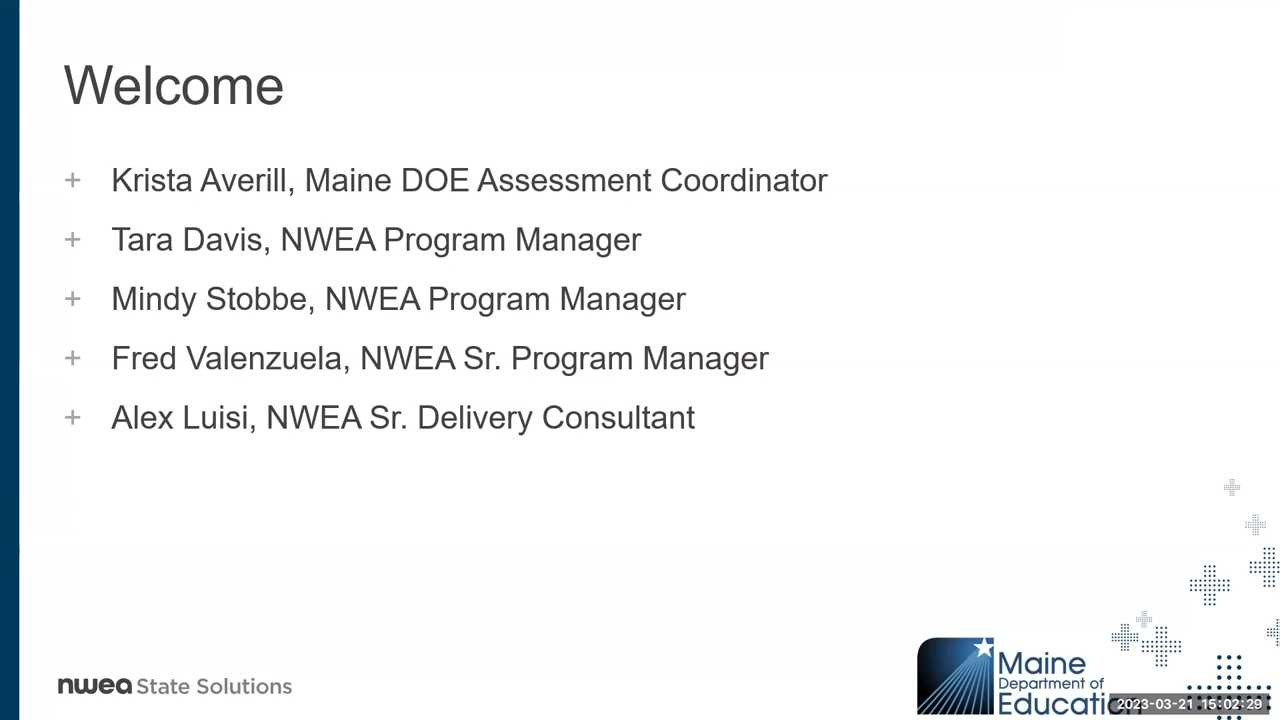 Welcome
+ Krista Averill, Maine DOE Assessment Coordinator
+ Tara Davis, NWEA Program Manager
+ Mindy Stobbe, NWEA Program Manager
+ Fred Valenzuela, NWEA Sr. Program Manager
+ Alex Luisi, NWEA Sr. Delivery Consultant
nwea State Solutions
Maine
Department of
Education
2023-03-21 15:02:29